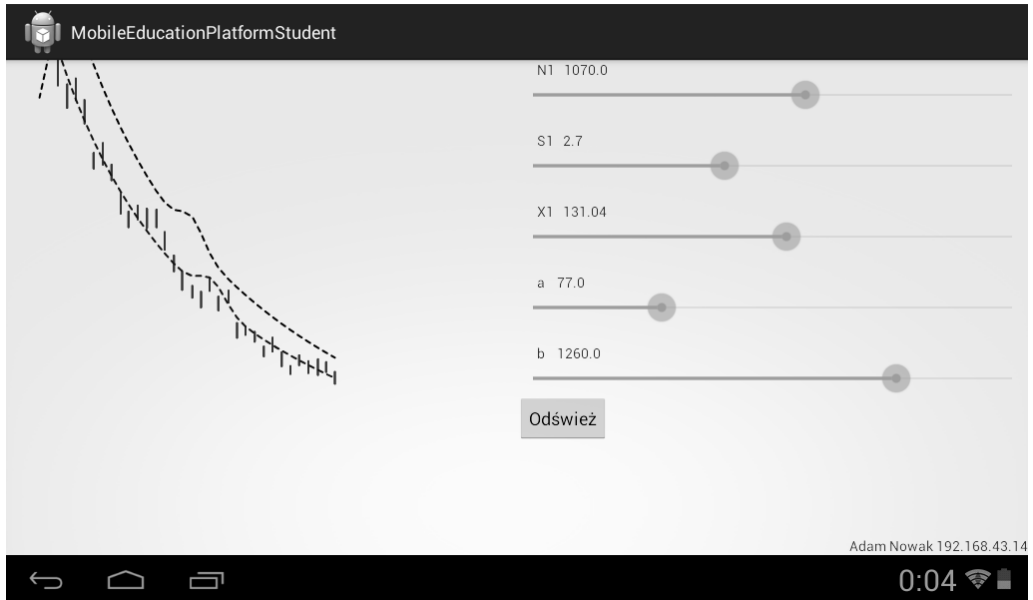 MobileEducationPlatformStudent
N1 1070.0
S1 2.7
X1 131.04
a 77.0
b 1260.0
Odśwież
Adam Nowak 192.168.43.14
0:04